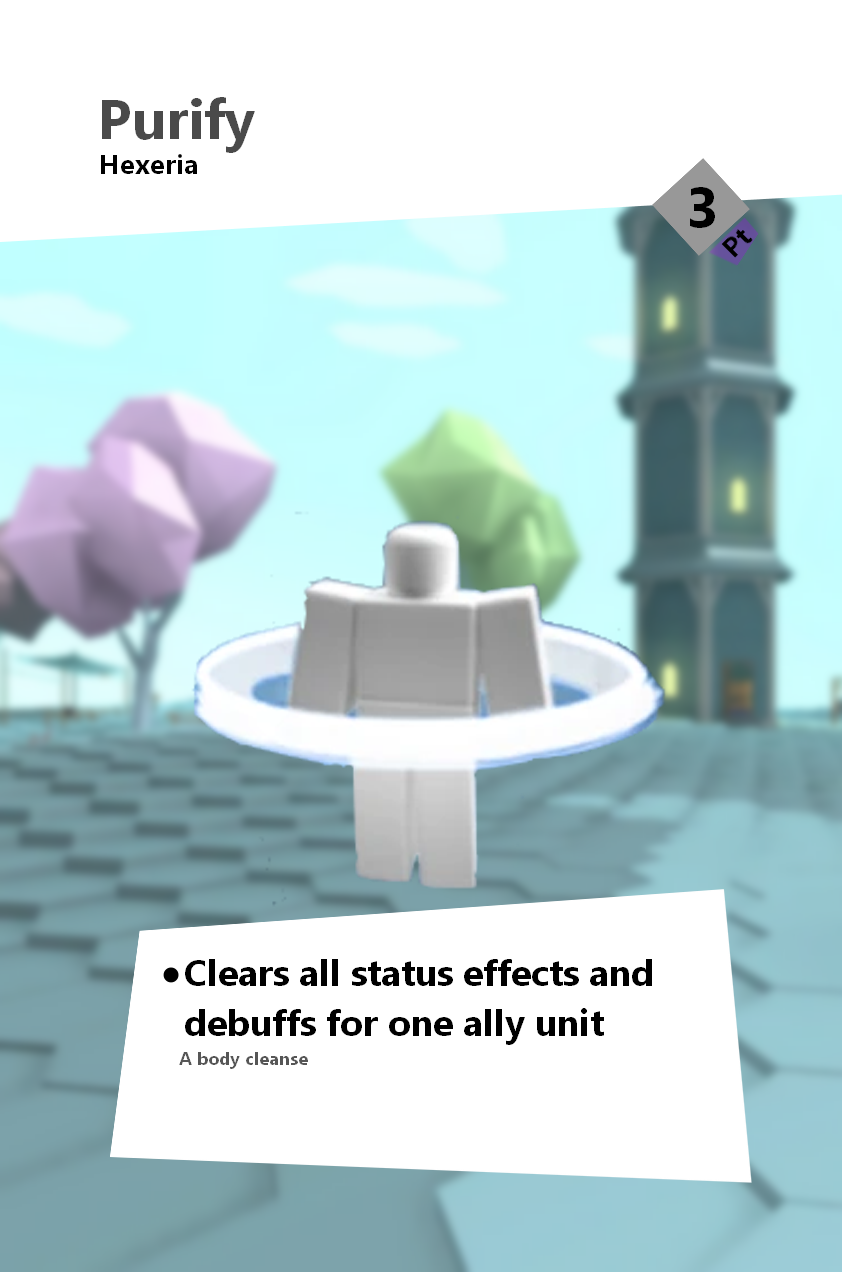 Purify
Hexeria
3
Pt
•Clears all status effects and
debuffs for one ally unit
A body cleanse